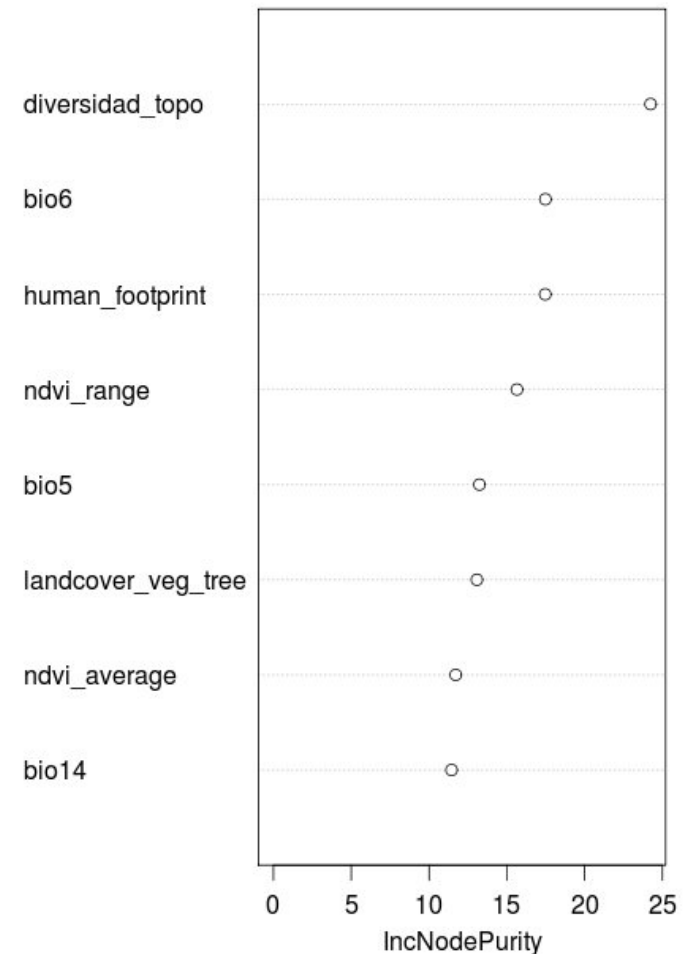 diversidad_topo
bio6
human_footprint
ndvi_range
bio5
landcover_veg_tree
ndvi_average
bio14
0 5 10 15 20 25
IncNodePurity